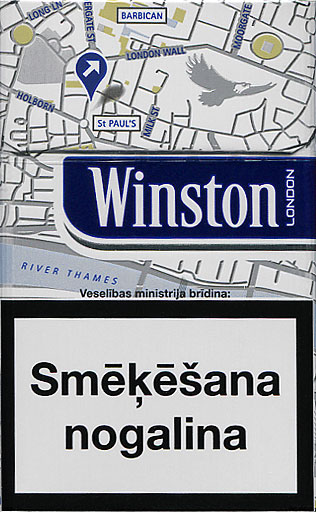 LONG LN
BARBICAN
MOORGATE
ERGATE ST
LONDON WALL
HOLBORN
St PAUL'S
MILK ST
Winston
LONDON
RIVER THAMES
Veselības ministrija brīdina:
Smēķēšana
nogalina